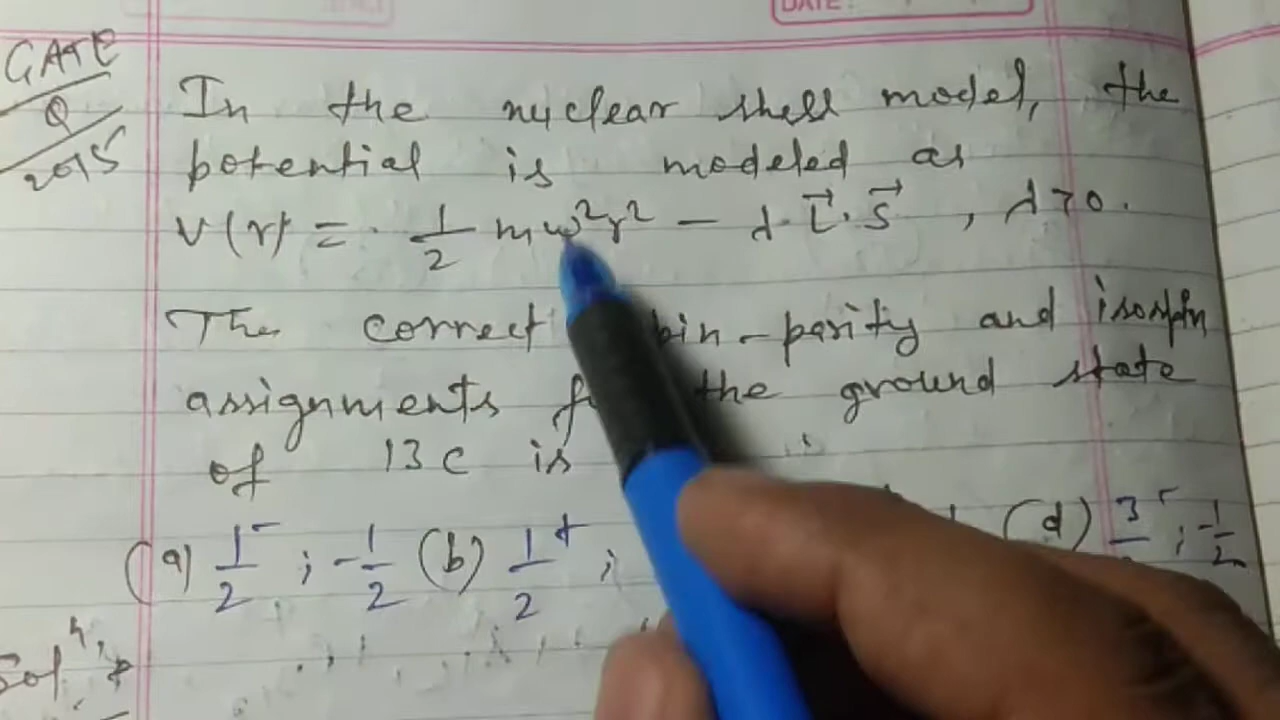 DATE:
GATE
Q
2015
In the nuclear shell model, the
potential is modeled as
V(r) = 1/2 mω²r² - λ L⃗·S⃗ , λ>0.
The correct pin-parity and isospin
assignments the ground state
of 13C is
(a) 1/2⁻ ; -1/2 (b) 1/2⁺ ; (d) 3⁻ ; -1/2
Solⁿ